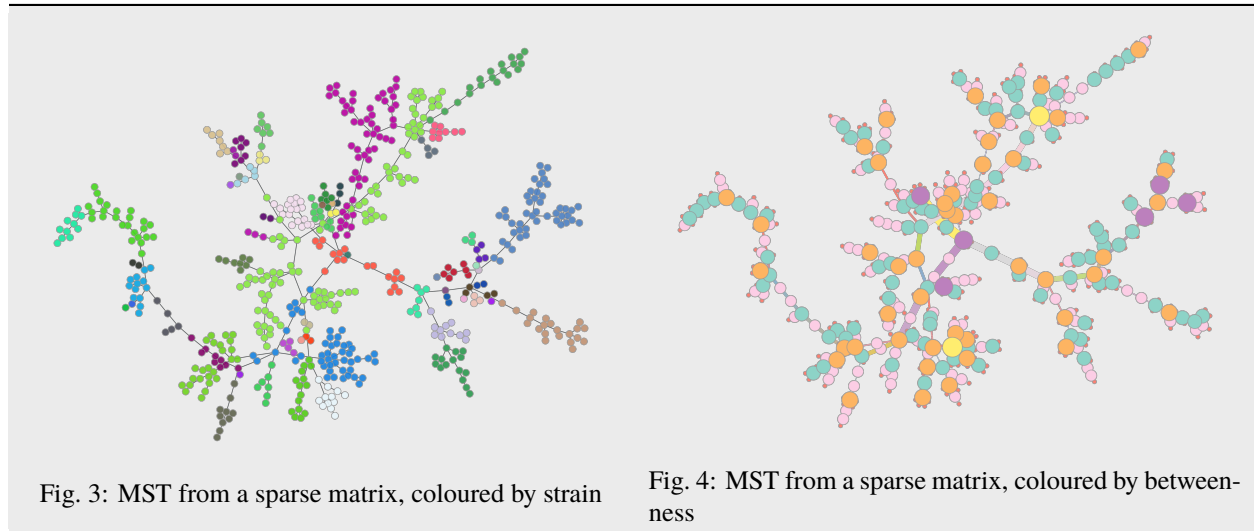 Fig. 3: MST from a sparse matrix, coloured by strain
Fig. 4: MST from a sparse matrix, coloured by between-
ness